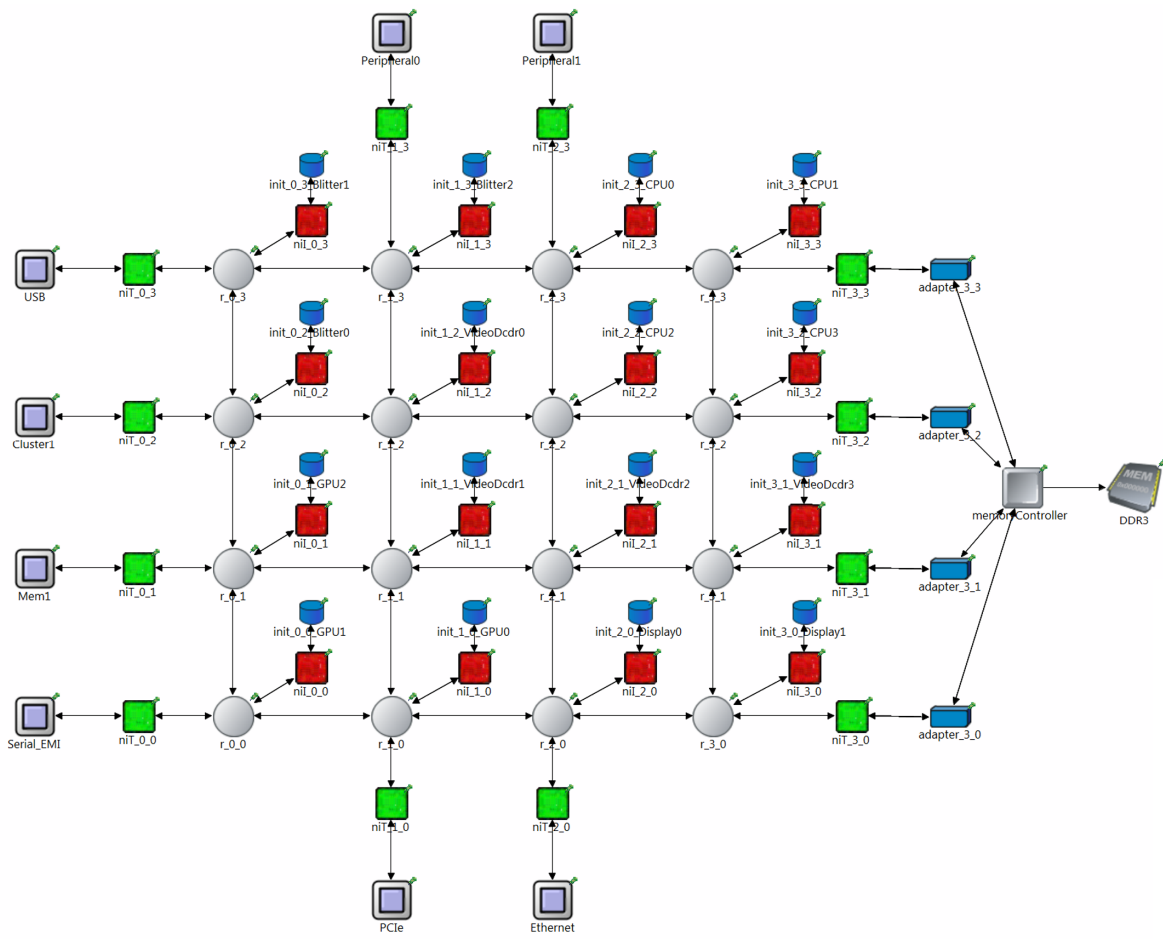 Peripheral0
Peripheral1
niT_1_3
niT_2_3
init_0_3_Blitter1
init_1_3_Blitter2
init_2_3_CPU0
init_3_3_CPU1
niI_0_3
niI_1_3
niI_2_3
niI_3_3
USB
niT_0_3
r_0_3
r_1_3
r_2_3
r_3_3
niT_3_3
adapter_3_3
init_0_2_Blitter0
init_1_2_VideoDcdr0
init_2_2_CPU2
init_3_2_CPU3
niI_0_2
niI_1_2
niI_2_2
niI_3_2
Cluster1
niT_0_2
r_0_2
r_1_2
r_2_2
r_3_2
niT_3_2
adapter_3_2
init_0_1_GPU2
init_1_1_VideoDcdr1
init_2_1_VideoDcdr2
init_3_1_VideoDcdr3
MEM
memoryController
DDR3
niI_0_1
niI_1_1
niI_2_1
niI_3_1
Mem1
niT_0_1
r_0_1
r_1_1
r_2_1
r_3_1
niT_3_1
adapter_3_1
init_0_0_GPU1
init_1_0_GPU0
init_2_0_Display0
init_3_0_Display1
niI_0_0
niI_1_0
niI_2_0
niI_3_0
Serial_EMI
niT_0_0
r_0_0
r_1_0
r_2_0
r_3_0
niT_3_0
adapter_3_0
niT_1_0
niT_2_0
PCIe
Ethernet